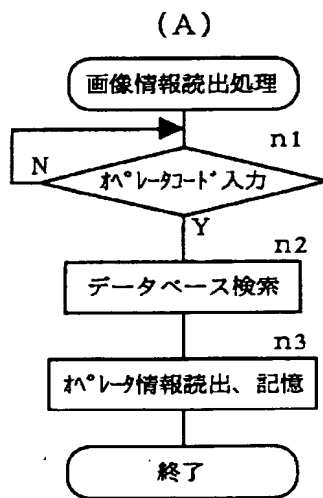 (A)
画像情報読出処理
n1
N
ｵﾍﾟﾚｰﾀｺｰﾄﾞ入力
Y
n2
データベース検索
n3
ｵﾍﾟﾚｰﾀ情報読出、記憶
終了